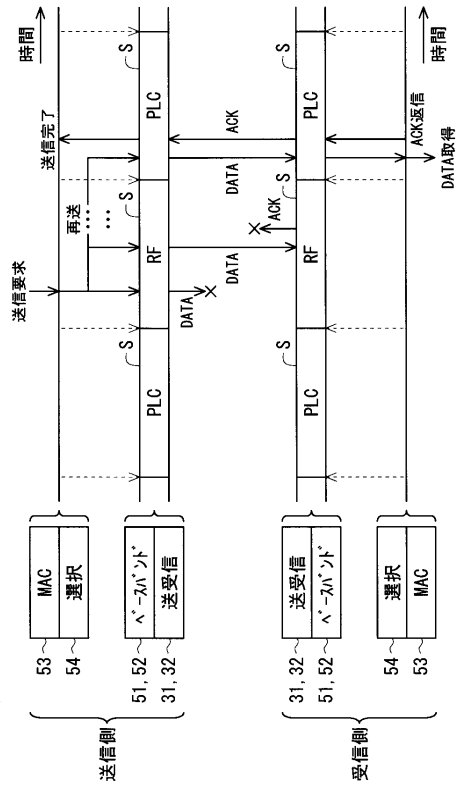 送信側
53
MAC
54
選択
51, 52
ベースバンド
31, 32
送受信
送信要求
再送
……
送信完了
時間
S
S
S
PLC
RF
PLC
DATA
DATA
DATA
ACK
ACK
受信側
31, 32
送受信
51, 52
ベースバンド
54
選択
53
MAC
S
S
S
PLC
RF
PLC
ACK返信
DATA取得
時間